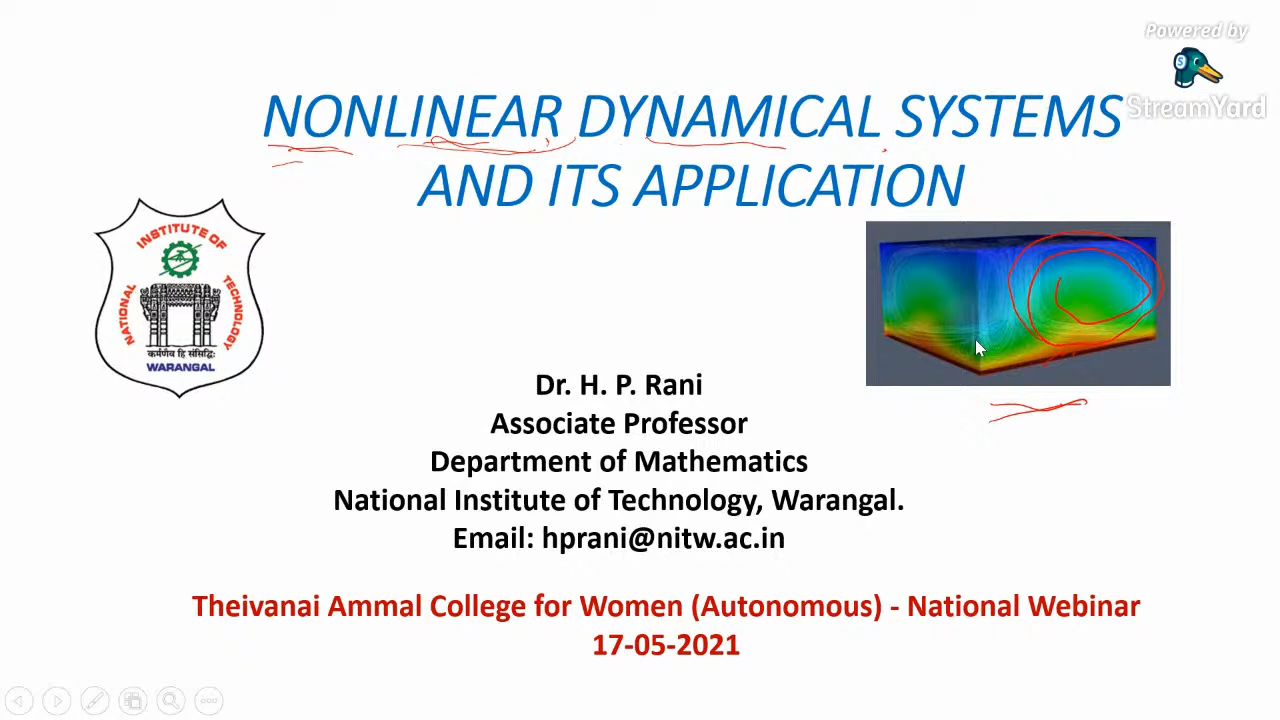 Powered by
StreamYard
NONLINEAR DYNAMICAL SYSTEMS
AND ITS APPLICATION
NATIONAL INSTITUTE OF TECHNOLOGY
कर्मणैव हि संसिद्धिः
WARANGAL
Dr. H. P. Rani
Associate Professor
Department of Mathematics
National Institute of Technology, Warangal.
Email: hprani@nitw.ac.in
Theivanai Ammal College for Women (Autonomous) - National Webinar
17-05-2021